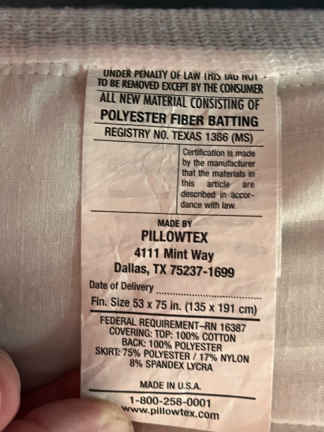 UNDER PENALTY OF LAW THIS TAG NOT
TO BE REMOVED EXCEPT BY THE CONSUMER
ALL NEW MATERIAL CONSISTING OF
POLYESTER FIBER BATTING
REGISTRY NO. TEXAS 1386 (MS)
Certification is made
by the manufacturer
that the materials in
this article are
described in accor-
dance with law.
MADE BY
PILLOWTEX
4111 Mint Way
Dallas, TX 75237-1699
Date of Delivery ........................
Fin. Size 53 x 75 in. (135 x 191 cm)
FEDERAL REQUIREMENT–RN 16387
COVERING: TOP: 100% COTTON
BACK: 100% POLYESTER
SKIRT: 75% POLYESTER / 17% NYLON
8% SPANDEX LYCRA
MADE IN U.S.A.
1-800-258-0001
www.pillowtex.com